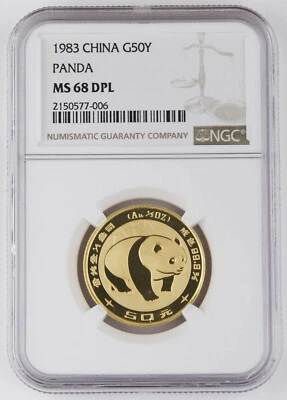 1983 CHINA G50Y
PANDA
MS 68 DPL
2150577-006
NUMISMATIC GUARANTY COMPANY
NGC
(Au ½OZ)
50元